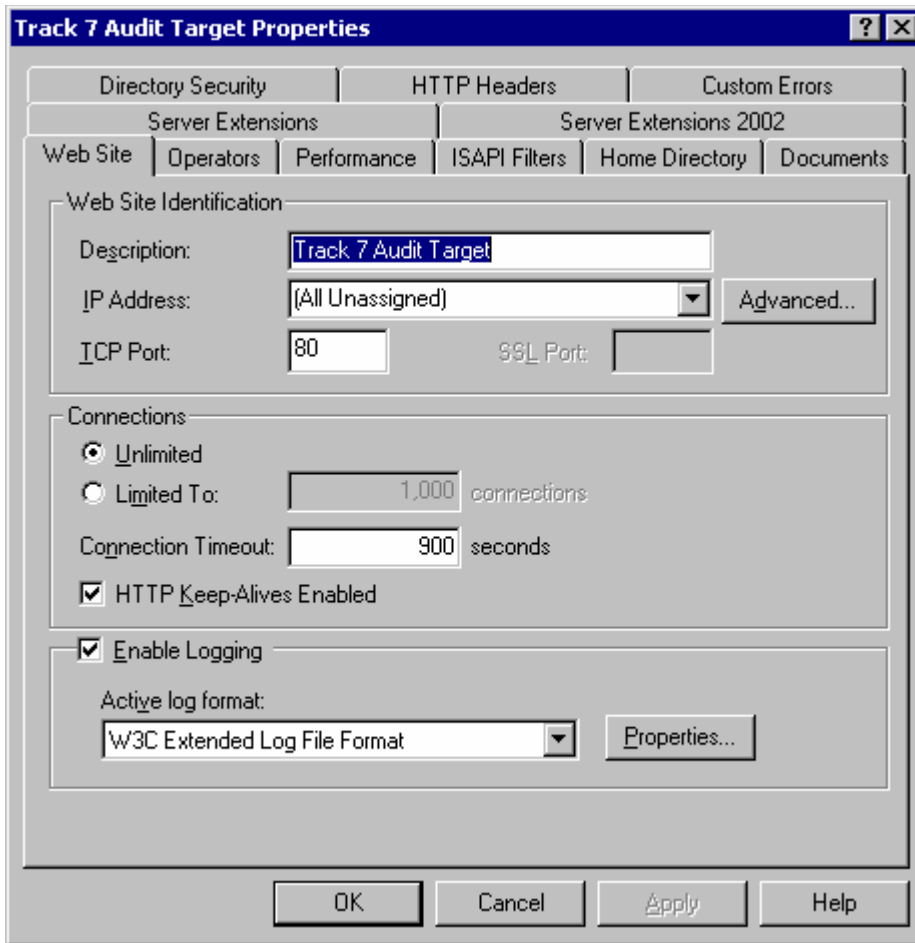 Track 7 Audit Target Properties
Directory Security HTTP Headers Custom Errors
Server Extensions Server Extensions 2002
Web Site Operators Performance ISAPI Filters Home Directory Documents
Web Site Identification
Description: Track 7 Audit Target
IP Address: (All Unassigned) Advanced...
TCP Port: 80 SSL Port:
Connections
Unlimited
Limited To: 1,000 connections
Connection Timeout: 900 seconds
HTTP Keep-Alives Enabled
Enable Logging
Active log format:
W3C Extended Log File Format Properties...
OK Cancel Apply Help